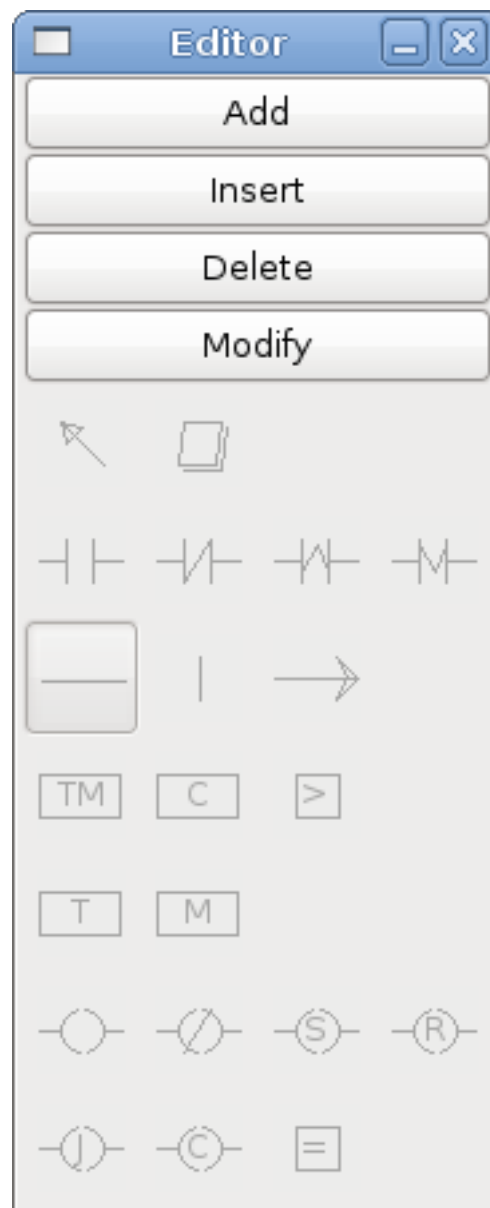 Editor
Add
Insert
Delete
Modify
TM C >
T M
S R
J C =